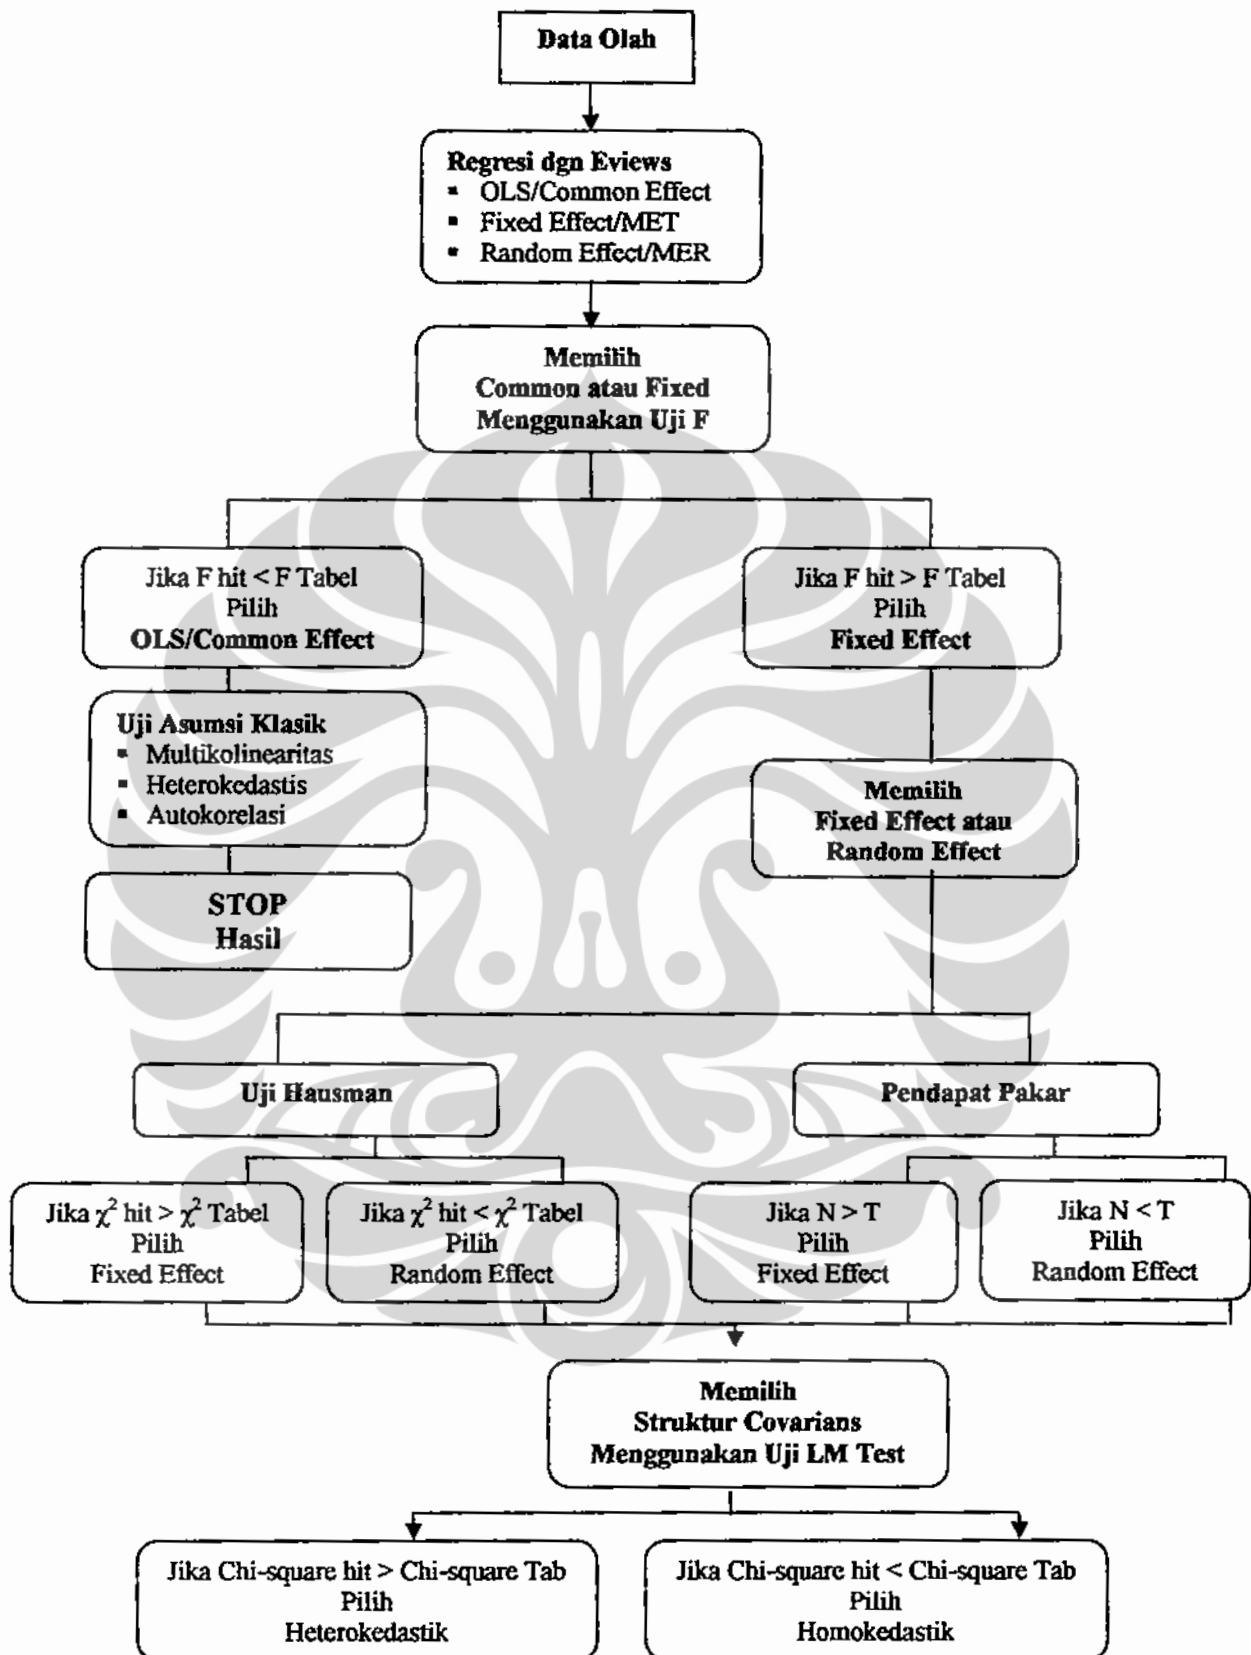 Data Olah
Regresi dgn Eviews
▪ OLS/Common Effect
▪ Fixed Effect/MET
▪ Random Effect/MER
Memilih
Common atau Fixed
Menggunakan Uji F
Jika F hit < F Tabel
Pilih
OLS/Common Effect
Jika F hit > F Tabel
Pilih
Fixed Effect
Uji Asumsi Klasik
▪ Multikolinearitas
▪ Heterokedastis
▪ Autokorelasi
Memilih
Fixed Effect atau
Random Effect
STOP
Hasil
Uji Hausman
Pendapat Pakar
Jika χ² hit > χ² Tabel
Pilih
Fixed Effect
Jika χ² hit < χ² Tabel
Pilih
Random Effect
Jika N > T
Pilih
Fixed Effect
Jika N < T
Pilih
Random Effect
Memilih
Struktur Covarians
Menggunakan Uji LM Test
Jika Chi-square hit > Chi-square Tab
Pilih
Heterokedastik
Jika Chi-square hit < Chi-square Tab
Pilih
Homokedastik